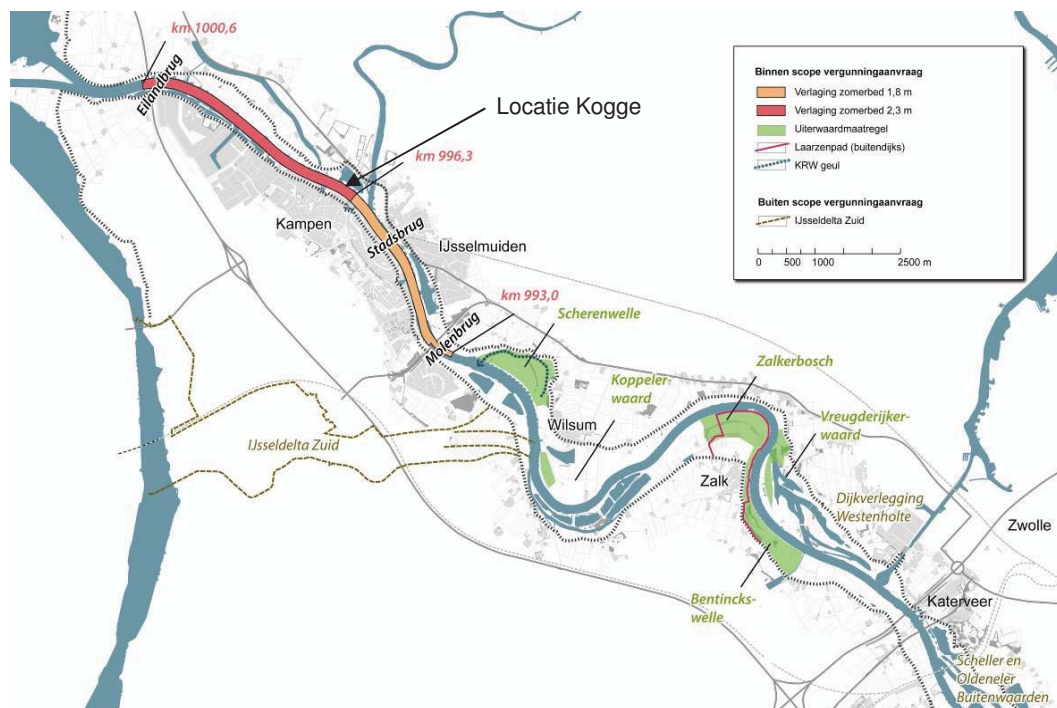 km 1000,6
Eilandbrug
Locatie Kogge
km 996,3
Kampen
Stadsbrug
IJsselmuiden
km 993,0
Molenbrug
Scherenwelle
Koppeler-
waard
Zalkerbosch
Wilsum
Vreugderijker-
waard
IJsseldelta Zuid
Zalk
Dijkverlegging
Westenholte
Zwolle
Bentincks-
welle
Katerveer
Scheller en
Oldeneler
Buitenwaarden
Binnen scope vergunningaanvraag
Verlaging zomerbed 1,8 m
Verlaging zomerbed 2,3 m
Uiterwaardmaatregel
Laarzenpad (buitendijks)
KRW geul
Buiten scope vergunningaanvraag
IJsseldelta Zuid
0 500 1000 2500 m